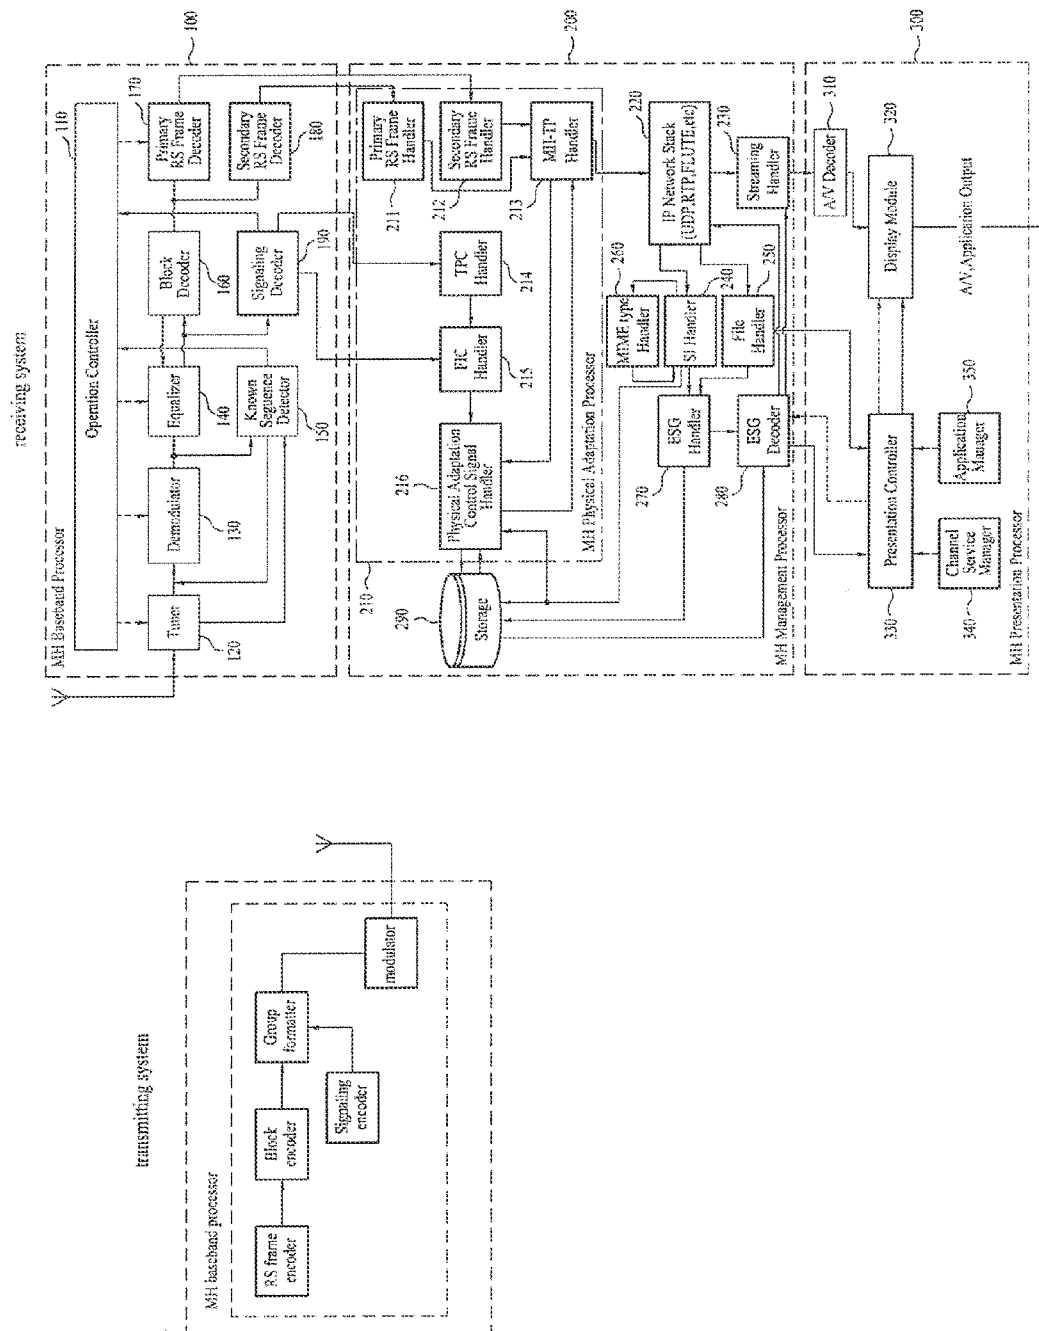 transmitting system
MH baseband processor
RS frame
encoder
Block
encoder
Signaling
encoder
Group
formatter
modulator
receiving system
MH Baseband Processor
100
Operation Controller
110
Tuner
120
Demodulator
130
Equalizer
140
Known
Seguence
Detector
150
Block
Decoder
160
Signaling
Decoder
190
Primary
RS Frame
Decoder
170
Secondary
RS Frame
Decoder
180
200
Storage
290
210
Physical Adaptation
Control Signal
Handler
216
FIC
Handler
215
TPC
Handler
214
Primary
RS Frame
Handler
211
Secondary
RS Frame
Handler
212
MH-TP
Handler
213
MH Physical Adaptation Processor
IP Network Stack
(UDP,RTP,FLUTE,etc)
220
Streaming
Handler
230
MIME type
Handler
260
SI Handler
240
File
Handler
250
ESG
Handler
270
ESG
Decoder
280
MH Management Processor
300
A/V Decoder
310
Display Module
320
A/V,Application Output
Presentation Controller
330
Channel
Service
Manager
340
Application
Manager
350
MH Presentation Processor